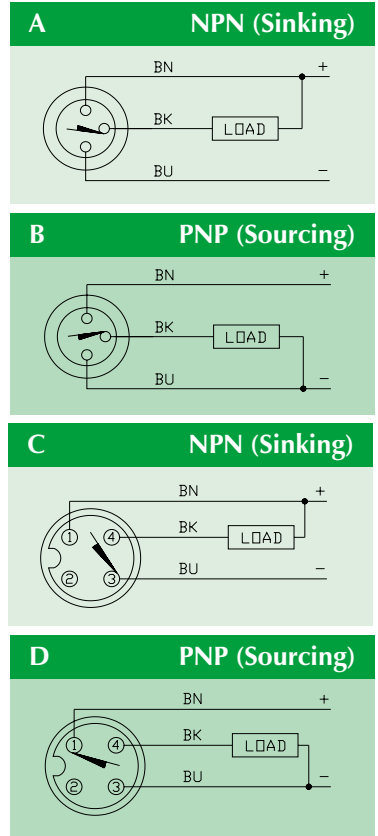 A NPN (Sinking)
BN +
BK LOAD
BU −
B PNP (Sourcing)
BN +
BK LOAD
BU −
C NPN (Sinking)
BN +
1 4 BK LOAD
2 3 BU −
D PNP (Sourcing)
BN +
1 4 BK LOAD
2 3 BU −